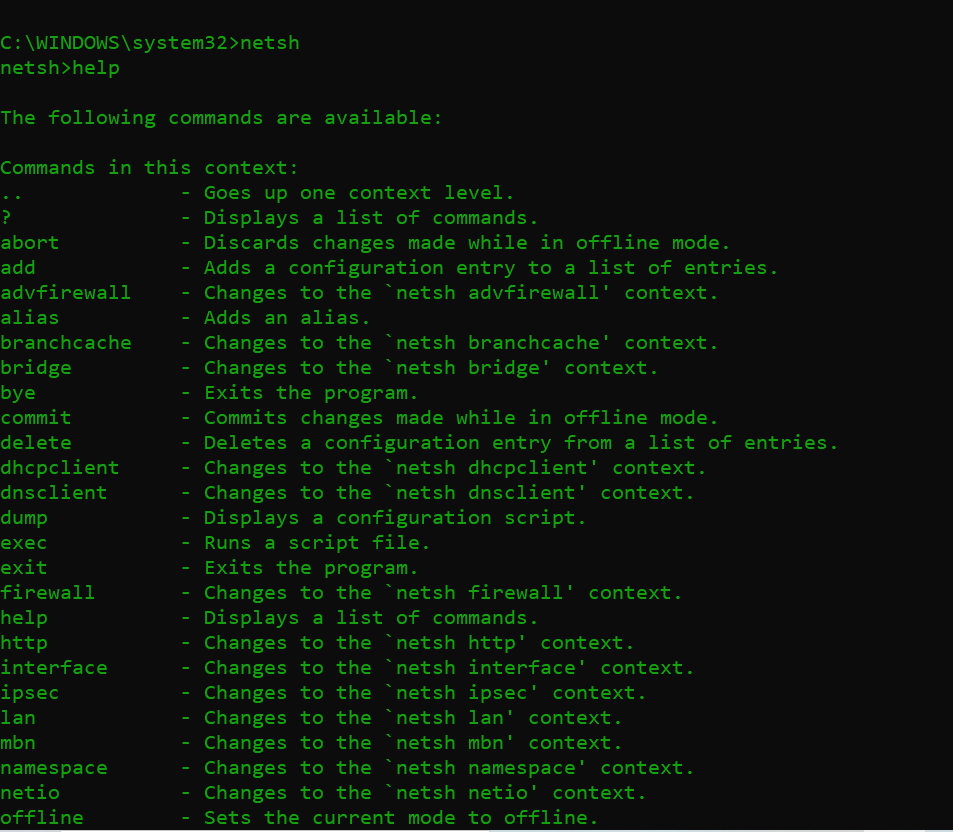 C:\WINDOWS\system32>netsh
netsh>help
The following commands are available:
Commands in this context:
..             - Goes up one context level.
?              - Displays a list of commands.
abort          - Discards changes made while in offline mode.
add            - Adds a configuration entry to a list of entries.
advfirewall    - Changes to the `netsh advfirewall' context.
alias          - Adds an alias.
branchcache    - Changes to the `netsh branchcache' context.
bridge         - Changes to the `netsh bridge' context.
bye            - Exits the program.
commit         - Commits changes made while in offline mode.
delete         - Deletes a configuration entry from a list of entries.
dhcpclient     - Changes to the `netsh dhcpclient' context.
dnsclient      - Changes to the `netsh dnsclient' context.
dump           - Displays a configuration script.
exec           - Runs a script file.
exit           - Exits the program.
firewall       - Changes to the `netsh firewall' context.
help           - Displays a list of commands.
http           - Changes to the `netsh http' context.
interface      - Changes to the `netsh interface' context.
ipsec          - Changes to the `netsh ipsec' context.
lan            - Changes to the `netsh lan' context.
mbn            - Changes to the `netsh mbn' context.
namespace      - Changes to the `netsh namespace' context.
netio          - Changes to the `netsh netio' context.
offline        - Sets the current mode to offline.